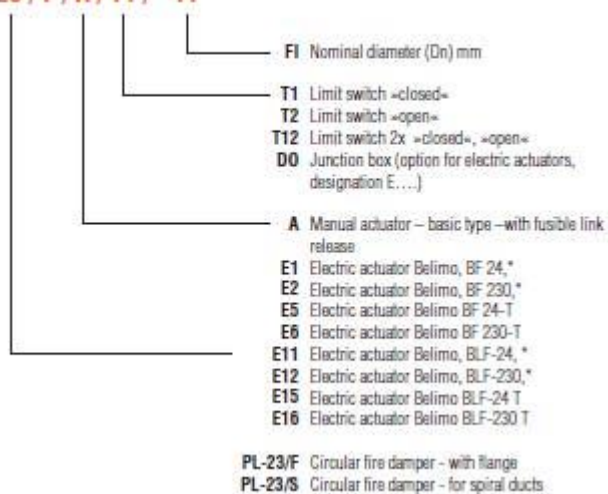 FI Nominal diameter (Dn) mm
T1 Limit switch »closed«
T2 Limit switch »open«
T12 Limit switch 2x »closed«, »open«
DO Junction box (option for electric actuators,
designation E....)
A Manual actuator – basic type –with fusible link
release
E1 Electric actuator Belimo, BF 24,*
E2 Electric actuator Belimo, BF 230,*
E5 Electric actuator Belimo BF 24-T
E6 Electric actuator Belimo BF 230-T
E11 Electric actuator Belimo, BLF-24, *
E12 Electric actuator Belimo, BLF-230,*
E15 Electric actuator Belimo BLF-24 T
E16 Electric actuator Belimo BLF-230 T
PL-23/F Circular fire damper - with flange
PL-23/S Circular fire damper - for spiral ducts